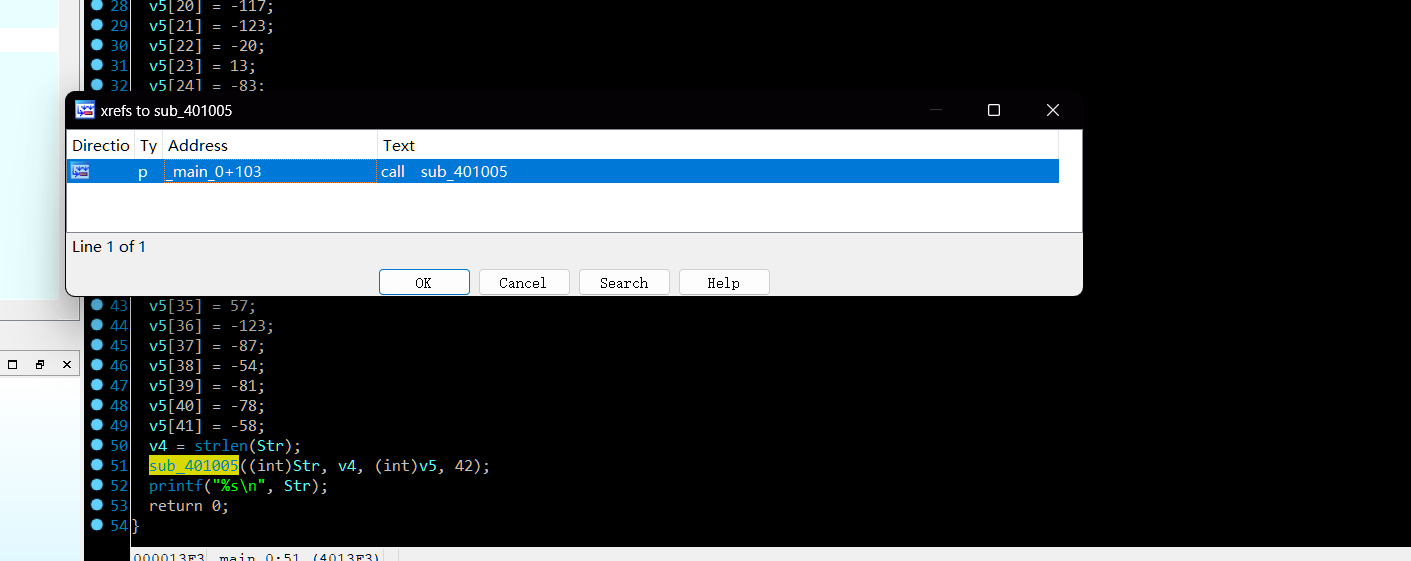 28 v5[20] = -117;
29 v5[21] = -123;
30 v5[22] = -20;
31 v5[23] = 13;
32 v5[24] = -83;
xrefs to sub_401005
Directio Ty Address Text
p _main_0+103 call sub_401005
Line 1 of 1
OK Cancel Search Help
43 v5[35] = 57;
44 v5[36] = -123;
45 v5[37] = -87;
46 v5[38] = -54;
47 v5[39] = -81;
48 v5[40] = -78;
49 v5[41] = -58;
50 v4 = strlen(Str);
51 sub_401005((int)Str, v4, (int)v5, 42);
52 printf("%s\n", Str);
53 return 0;
54 }
000013F3 _main_0:51 (4013F3)